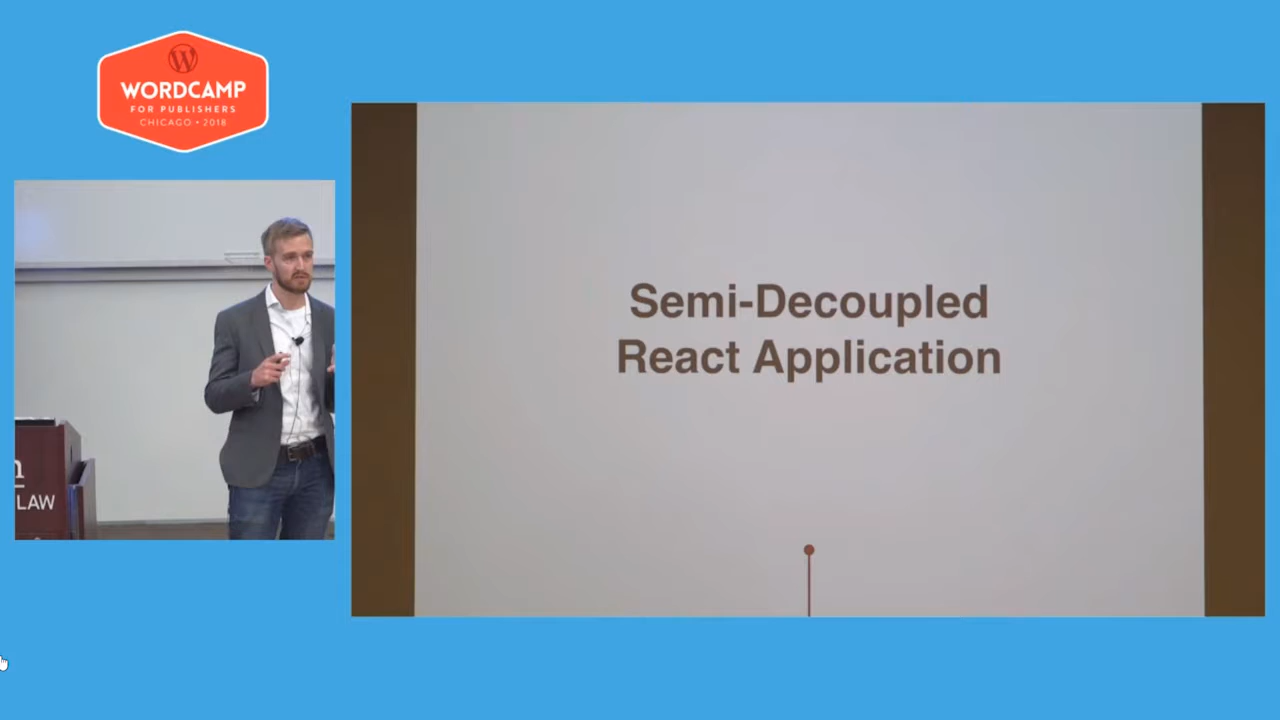 WORDCAMP
FOR PUBLISHERS
CHICAGO • 2018
Semi-Decoupled
React Application
LAW